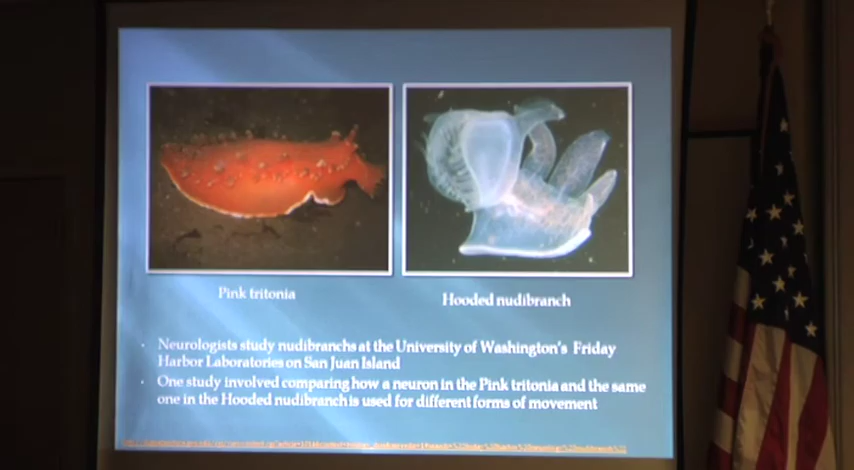 Pink tritonia
Hooded nudibranch
Neurologists study nudibranchs at the University of Washington's Friday
Harbor Laboratories on San Juan Island
One study involved comparing how a neuron in the Pink tritonia and the same
one in the Hooded nudibranch is used for different forms of movement